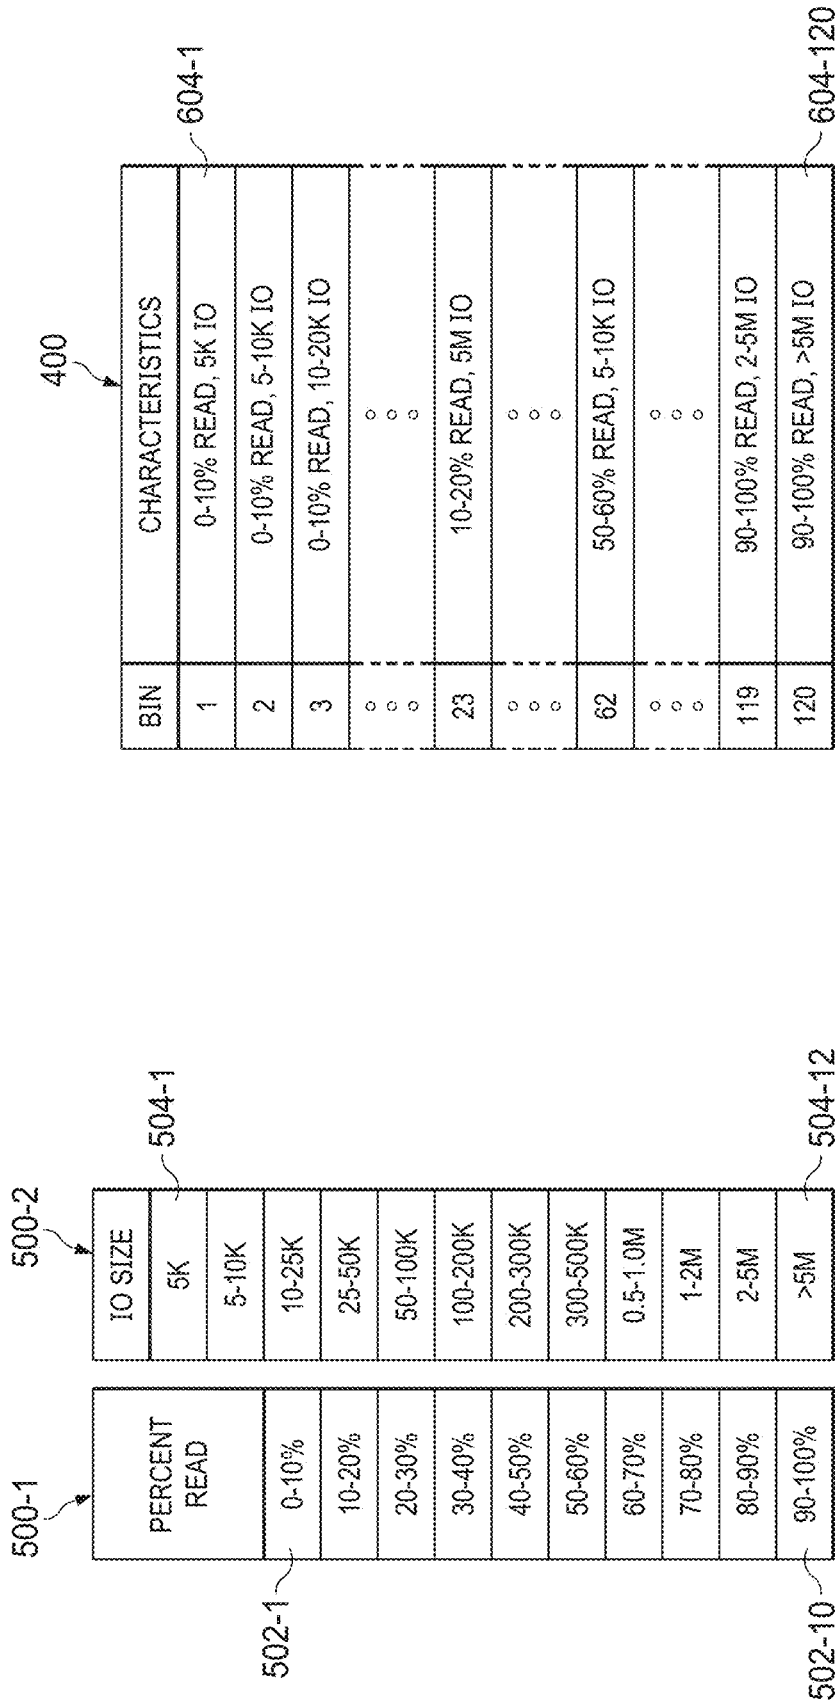 500-1
PERCENT
READ
0-10%
10-20%
20-30%
30-40%
40-50%
50-60%
60-70%
70-80%
80-90%
90-100%
502-1
502-10
500-2
IO SIZE
5K
5-10K
10-25K
25-50K
50-100K
100-200K
200-300K
300-500K
0.5-1.0M
1-2M
2-5M
>5M
504-1
504-12
400
BIN CHARACTERISTICS
1 0-10% READ, 5K IO
2 0-10% READ, 5-10K IO
3 0-10% READ, 10-20K IO
23 10-20% READ, 5M IO
62 50-60% READ, 5-10K IO
119 90-100% READ, 2-5M IO
120 90-100% READ, >5M IO
604-1
604-120